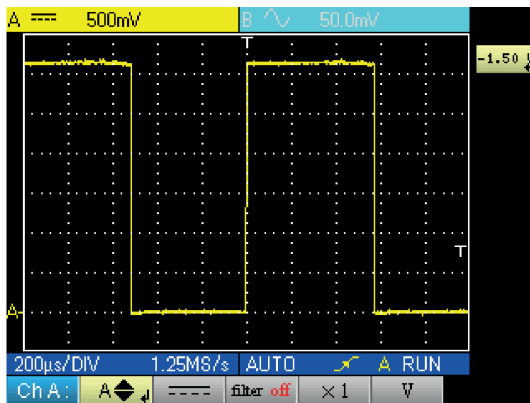 A 500mV B 50.0mV
T
-1.50
T
A
200µs/DIV 1.25MS/s AUTO A RUN
Ch A: A filter off ×1 V